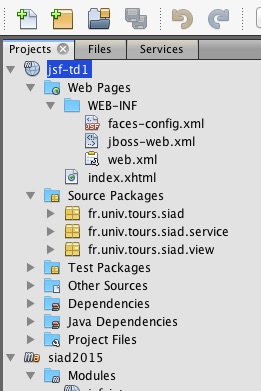 Projects Files Services
jsf-td1
Web Pages
WEB-INF
faces-config.xml
jboss-web.xml
web.xml
index.xhtml
Source Packages
fr.univ.tours.siad
fr.univ.tours.siad.service
fr.univ.tours.siad.view
Test Packages
Other Sources
Dependencies
Java Dependencies
Project Files
siad2015
Modules